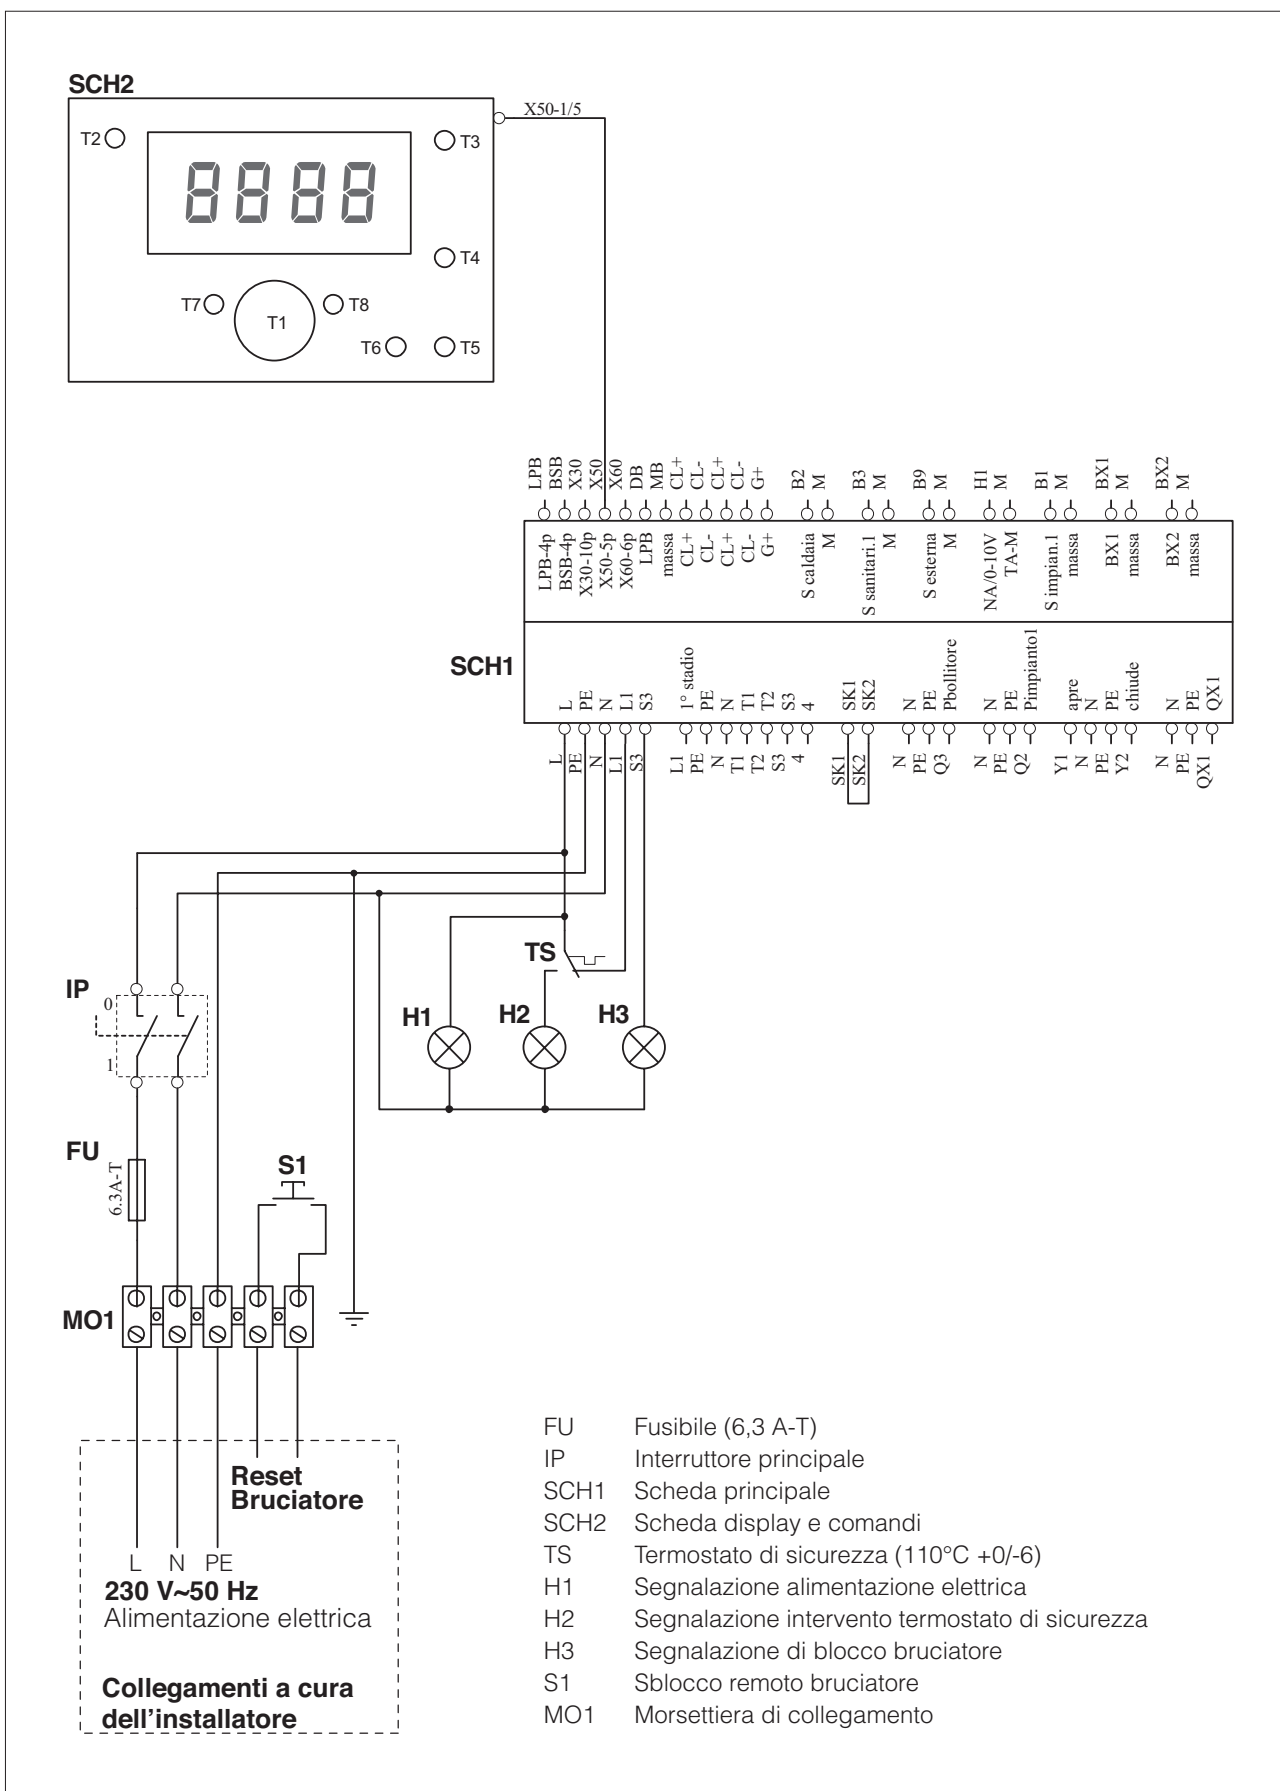 SCH2
X50-1/5
T2
T3
T4
T7
T8
T1
T6
T5
LPB
BSB
X30
X50
X60
DB
MB
CL+
CL-
CL+
CL-
G+
B2
M
B3
M
B9
M
H1
M
B1
M
BX1
M
BX2
M
LPB-4p
BSB-4p
X30-10p
X50-5p
X60-6p
LPB
massa
CL+
CL-
CL+
CL-
G+
S caldaia
M
S sanitari.1
M
S esterna
M
NA/0-10V
TA-M
S impian.1
massa
BX1
massa
BX2
massa
SCH1
L
PE
N
L1
S3
1° stadio
PE
N
T1
T2
S3
4
SK1
SK2
N
PE
Pbollitore
N
PE
Pimpianto1
apre
N
PE
chiude
N
PE
QX1
L
PE
N
L1
S3
L1
PE
N
T1
T2
S3
4
SK1
SK2
N
PE
Q3
N
PE
Q2
Y1
N
PE
Y2
N
PE
QX1
TS
IP
0
1
H1
H2
H3
FU
6.3A-T
S1
MO1
Reset
Bruciatore
L N PE
230 V~50 Hz
Alimentazione elettrica
Collegamenti a cura
dell'installatore
FU Fusibile (6,3 A-T)
IP Interruttore principale
SCH1 Scheda principale
SCH2 Scheda display e comandi
TS Termostato di sicurezza (110°C +0/-6)
H1 Segnalazione alimentazione elettrica
H2 Segnalazione intervento termostato di sicurezza
H3 Segnalazione di blocco bruciatore
S1 Sblocco remoto bruciatore
MO1 Morsettiera di collegamento